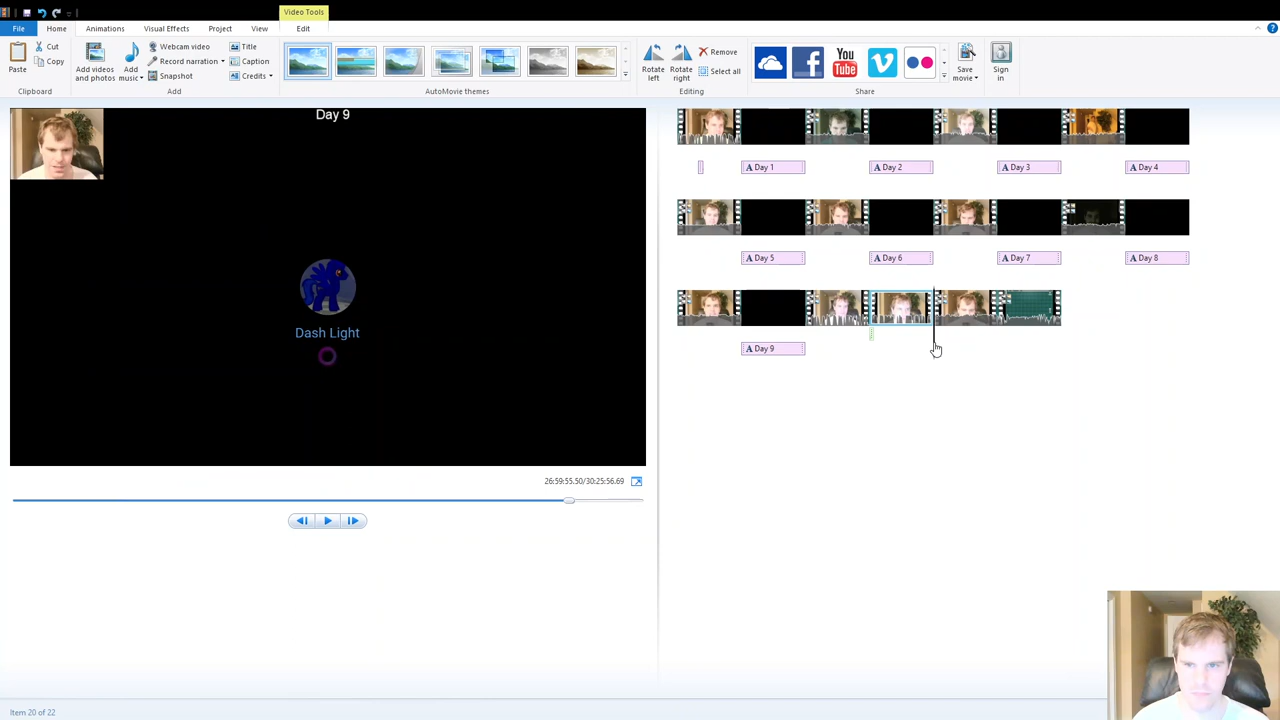 Video Tools
File
Home
Animations
Visual Effects
Project
View
Edit
Paste
Cut
Copy
Clipboard
Add videos and photos
Add music
Webcam video
Record narration
Snapshot
Title
Caption
Credits
Add
AutoMovie themes
Rotate left
Rotate right
Remove
Select all
Editing
You Tube
Share
Save movie
Sign in
Day 9
Dash Light
26:59:55.50/30:25:56.69
A Day 1
A Day 2
A Day 3
A Day 4
A Day 5
A Day 6
A Day 7
A Day 8
A Day 9
Item 20 of 22